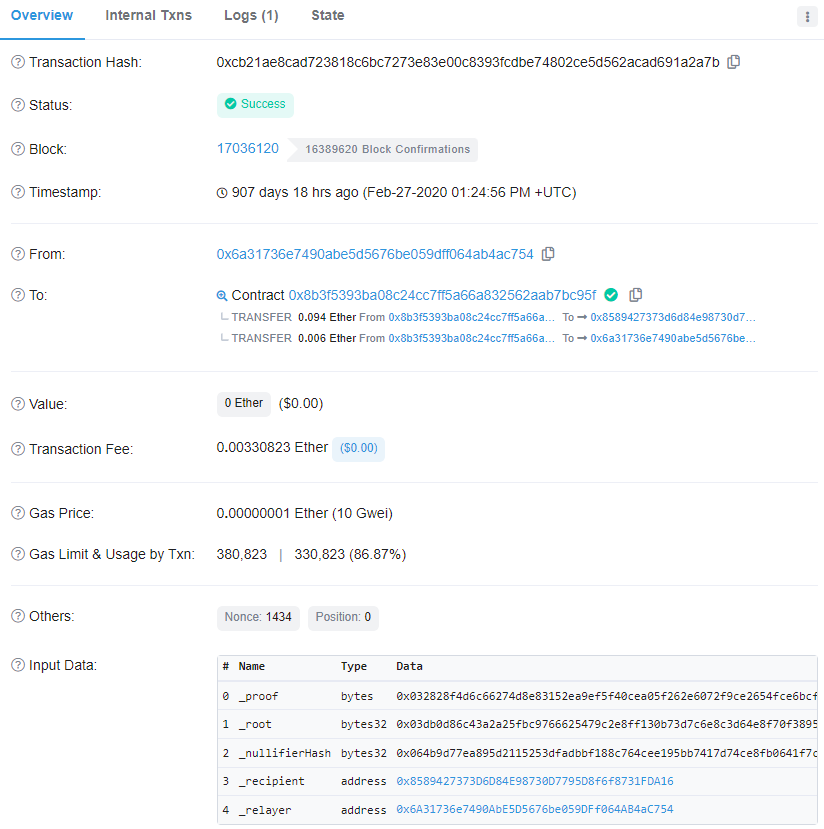 Overview Internal Txns Logs (1) State
Transaction Hash: 0xcb21ae8cad723818c6bc7273e83e00c8393fcdbe74802ce5d562acad691a2a7b
Status: Success
Block: 17036120 16389620 Block Confirmations
Timestamp: 907 days 18 hrs ago (Feb-27-2020 01:24:56 PM +UTC)
From: 0x6a31736e7490abe5d5676be059dff064ab4ac754
To: Contract 0x8b3f5393ba08c24cc7ff5a66a832562aab7bc95f
TRANSFER 0.094 Ether From 0x8b3f5393ba08c24cc7ff5a66a... To → 0x8589427373d6d84e98730d7...
TRANSFER 0.006 Ether From 0x8b3f5393ba08c24cc7ff5a66a... To → 0x6a31736e7490abe5d5676be...
Value: 0 Ether ($0.00)
Transaction Fee: 0.00330823 Ether ($0.00)
Gas Price: 0.00000001 Ether (10 Gwei)
Gas Limit & Usage by Txn: 380,823 | 330,823 (86.87%)
Others: Nonce: 1434 Position: 0
Input Data:
# Name Type Data
0 _proof bytes 0x032828f4d6c66274d8e83152ea9ef5f40cea05f262e6072f9ce2654fce6bcf
1 _root bytes32 0x03db0d86c43a2a25fbc9766625479c2e8ff130b73d7c6e8c3d64e8f70f3895
2 _nullifierHash bytes32 0x064b9d77ea895d2115253dfadbbf188c764cee195bb7417d74ce8fb0641f7c
3 _recipient address 0x8589427373D6D84E98730D7795D8f6f8731FDA16
4 _relayer address 0x6A31736e7490AbE5D5676be059DFf064AB4aC754